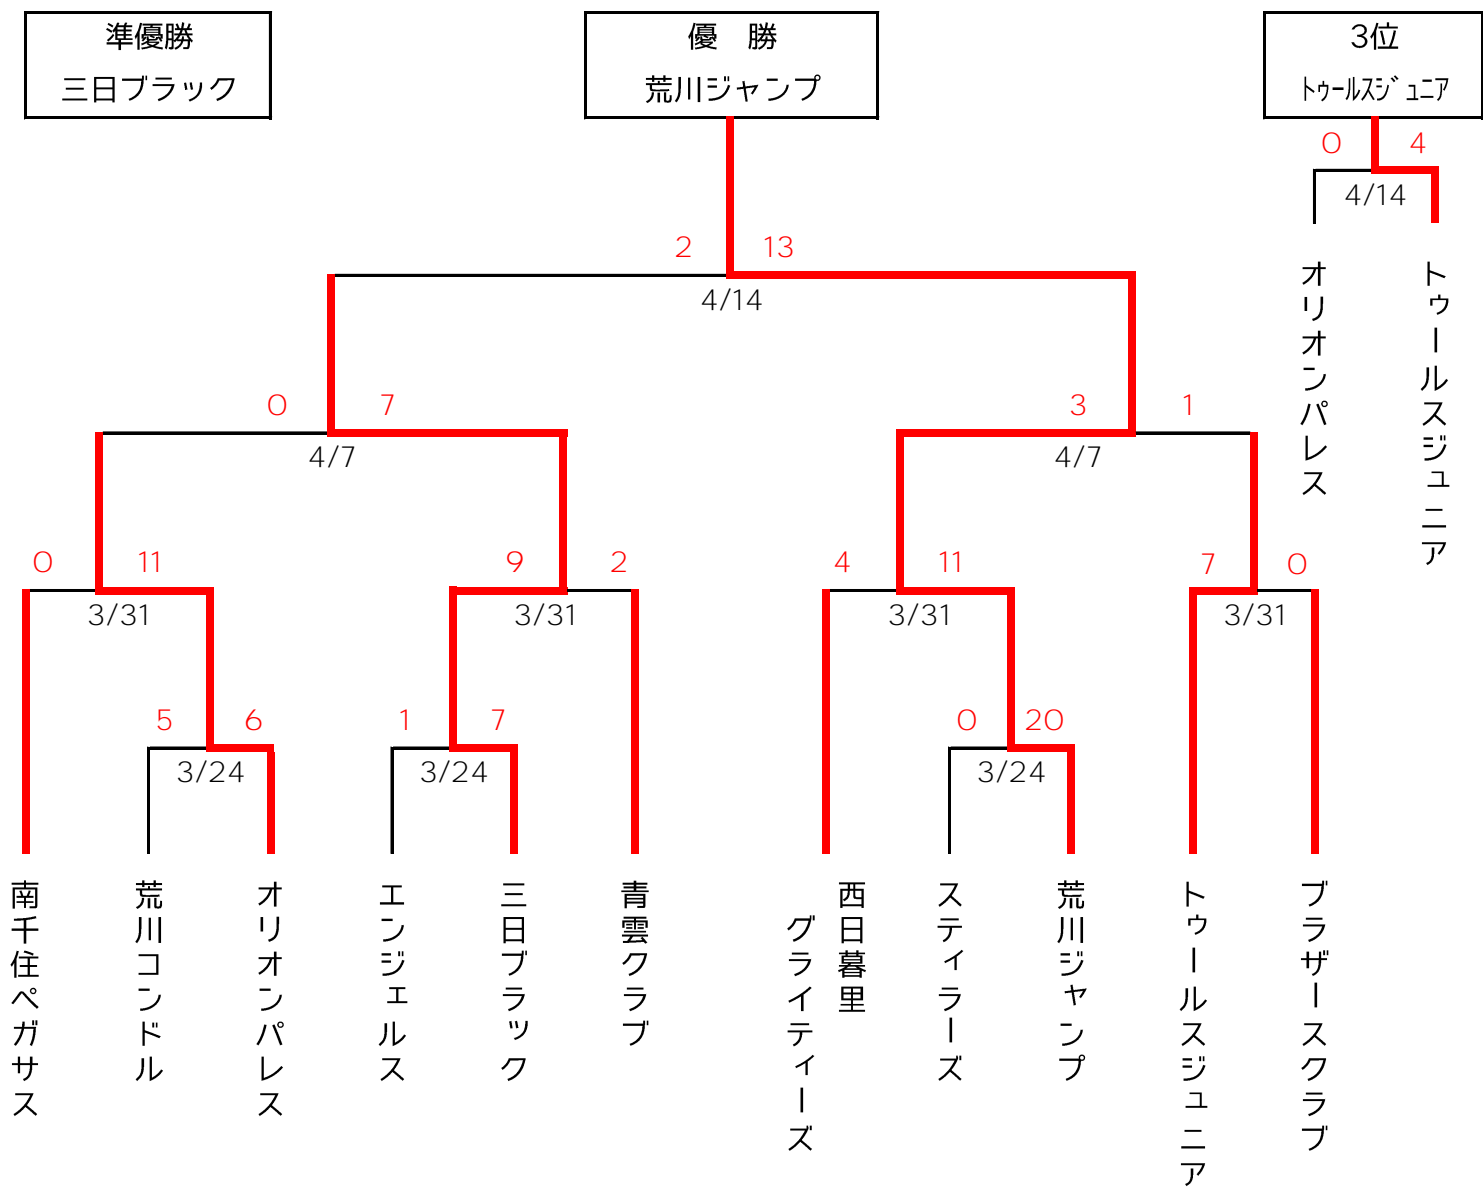 準優勝
三日ブラック
優　勝
荒川ジャンプ
3位
ﾄｩｰﾙｽｼﾞｭﾆｱ
0 4
4/14
オリオンパレス
トゥールスジュニア
2 13
4/14
0 7
4/7
3 1
4/7
0 11
3/31
9 2
3/31
4 11
3/31
7 0
3/31
5 6
3/24
1 7
3/24
0 20
3/24
南千住ペガサス
荒川コンドル
オリオンパレス
エンジェルス
三日ブラック
青雲クラブ
西日暮里
グライティーズ
スティラーズ
荒川ジャンプ
トゥールスジュニア
ブラザースクラブ